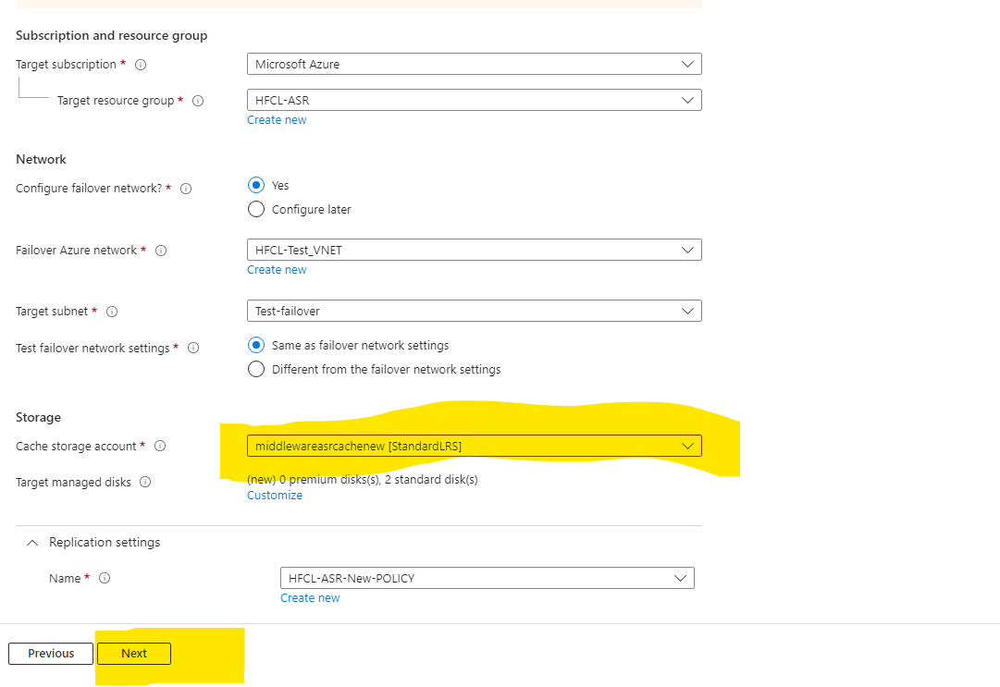 Subscription and resource group
Target subscription * Microsoft Azure
Target resource group * HFCL-ASR
Create new
Network
Configure failover network? * Yes
Configure later
Failover Azure network * HFCL-Test_VNET
Create new
Target subnet * Test-failover
Test failover network settings * Same as failover network settings
Different from the failover network settings
Storage
Cache storage account * middlewareasrcachenew [StandardLRS]
Target managed disks (new) 0 premium disks(s), 2 standard disk(s)
Customize
Replication settings
Name * HFCL-ASR-New-POLICY
Create new
Previous Next